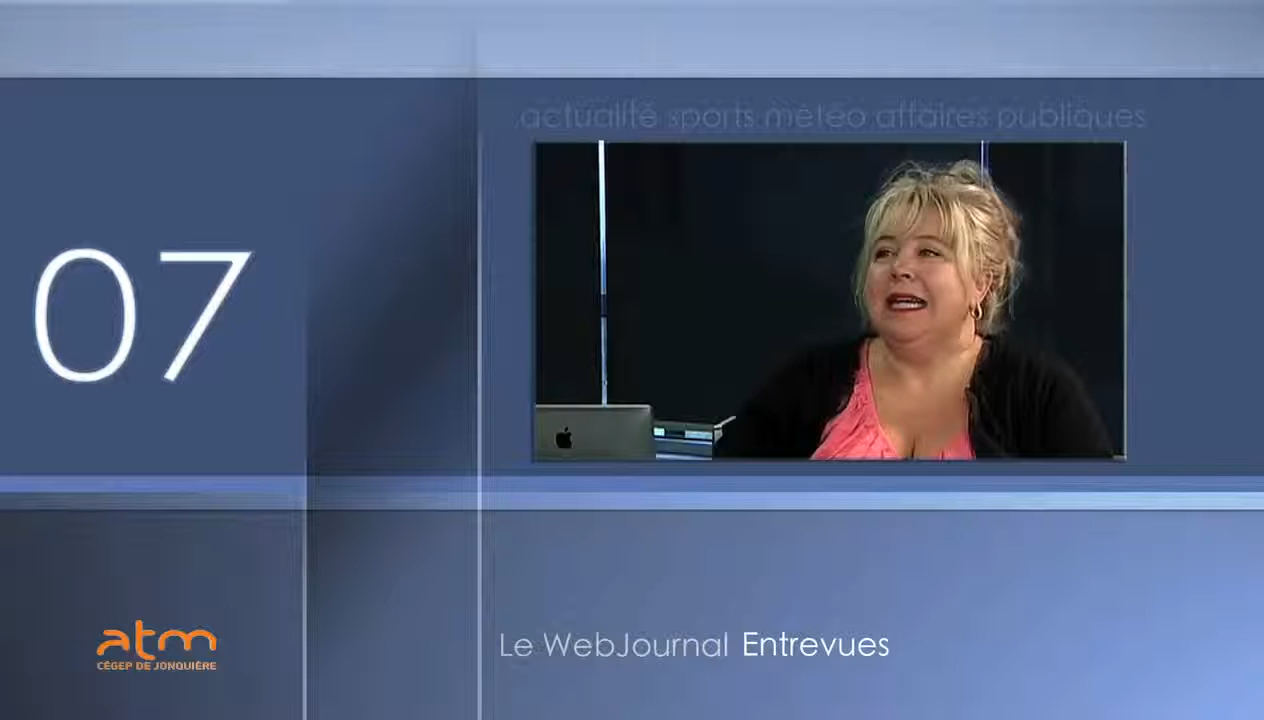 actualité sports météo affaires publiques
07
atm
CÉGEP DE JONQUIÈRE
Le WebJournal Entrevues